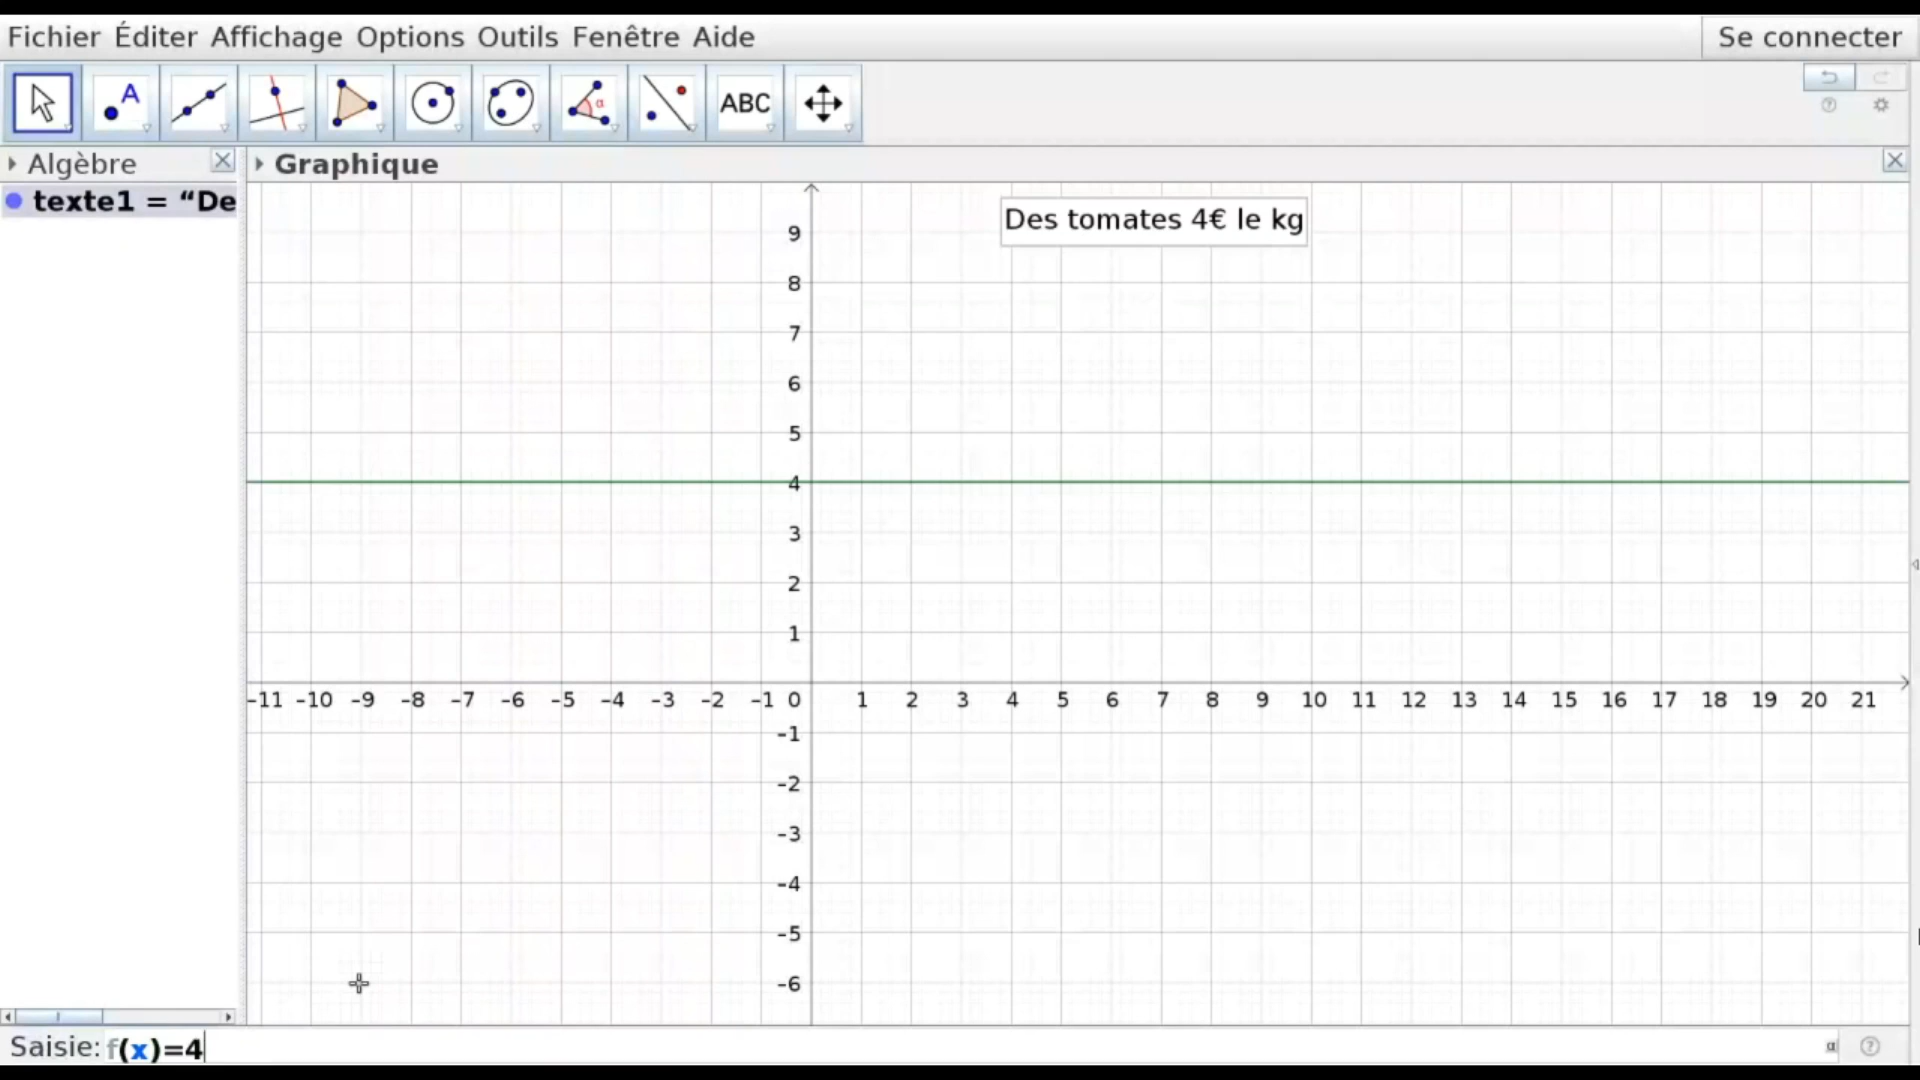 Fichier Éditer Affichage Options Outils Fenêtre Aide
Se connecter
A
α
ABC
Algèbre
Graphique
texte1 = “De
Des tomates 4€ le kg
9
8
7
6
5
4
3
2
1
-11 -10 -9 -8 -7 -6 -5 -4 -3 -2 -1 0 1 2 3 4 5 6 7 8 9 10 11 12 13 14 15 16 17 18 19 20 21
-1
-2
-3
-4
-5
-6
Saisie: f(x)=4
α